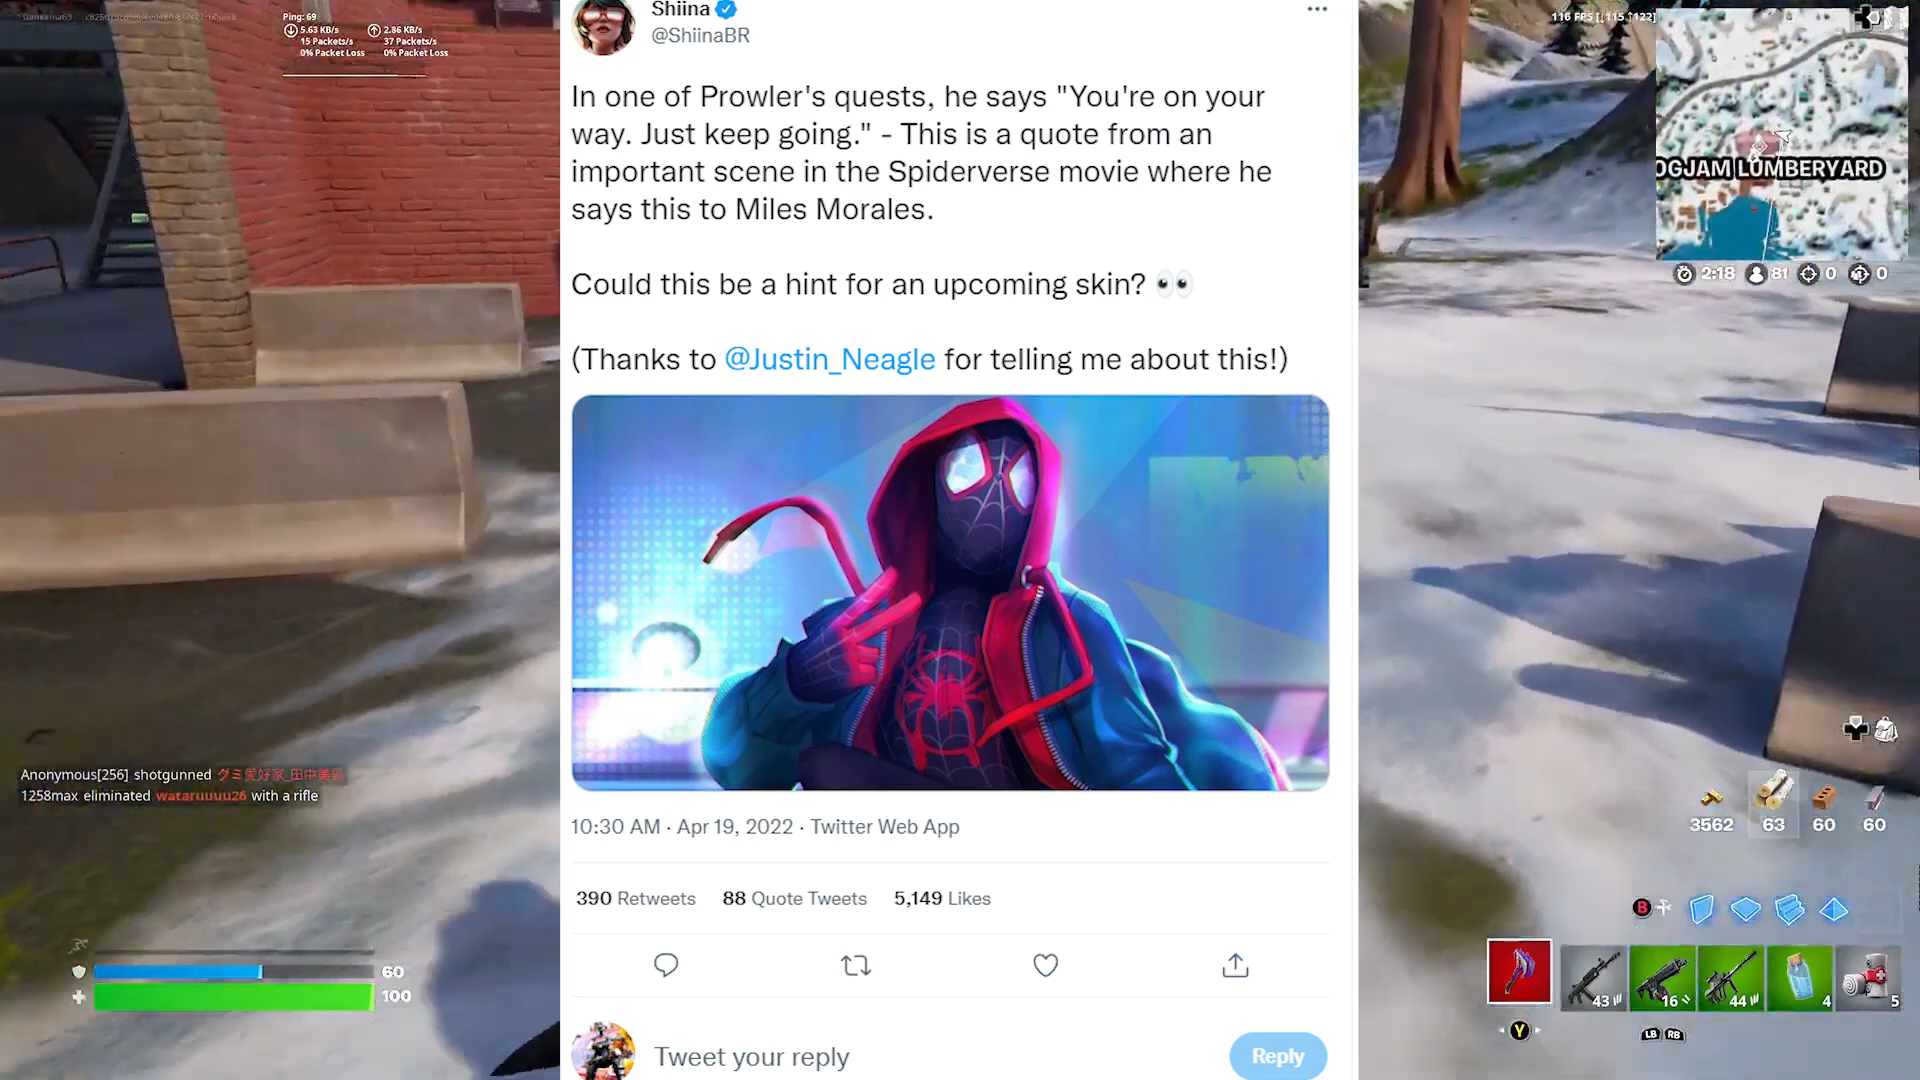 Ping: 69
5.63 KB/s
2.86 KB/s
15 Packets/s
37 Packets/s
0% Packet Loss
0% Packet Loss
Shiina
@ShiinaBR
In one of Prowler's quests, he says "You're on your
way. Just keep going." - This is a quote from an
important scene in the Spiderverse movie where he
says this to Miles Morales.
Could this be a hint for an upcoming skin? 👀
(Thanks to @Justin_Neagle for telling me about this!)
10:30 AM · Apr 19, 2022 · Twitter Web App
390 Retweets 88 Quote Tweets 5,149 Likes
Tweet your reply
Reply
116 FPS [↓115 ↑122]
OGJAM LUMBERYARD
2:18 81 0 0
Anonymous[256] shotgunned
1258max eliminated wataruuuu26 with a rifle
60
100
3562 63 60 60
B
43 16 44 4 5
Y LB RB